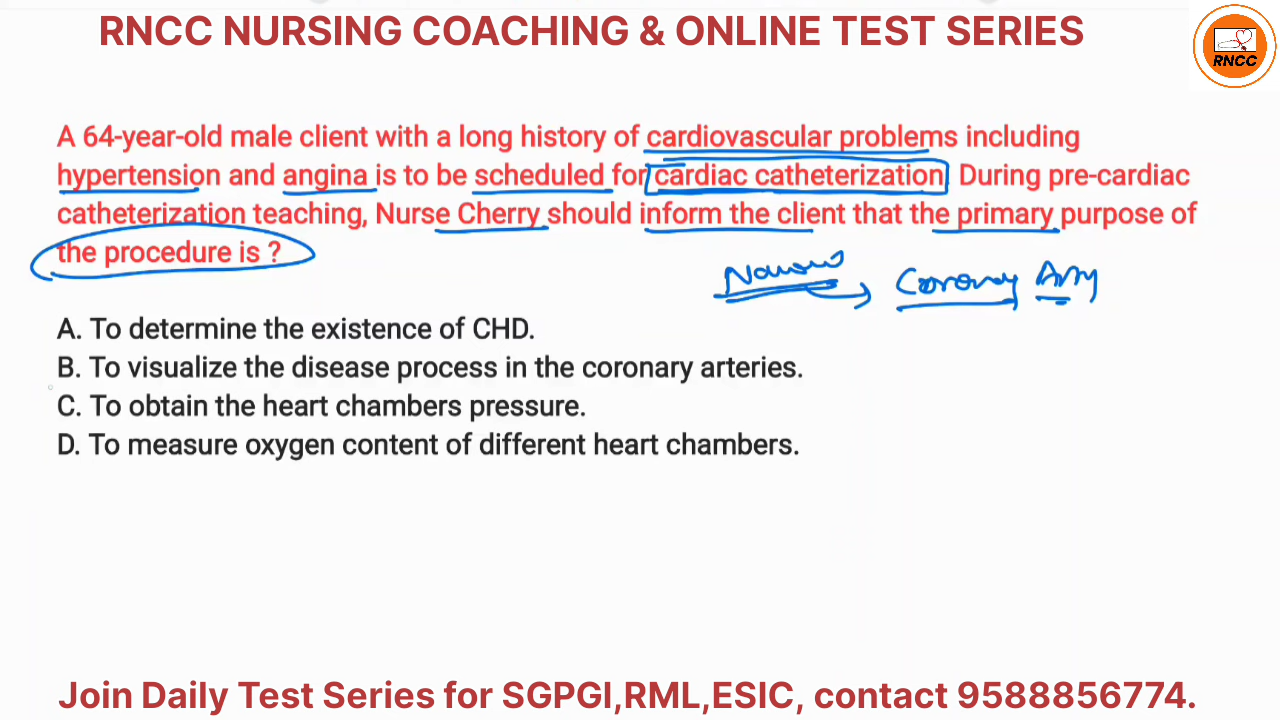 RNCC NURSING COACHING & ONLINE TEST SERIES
RNCC
A 64-year-old male client with a long history of cardiovascular problems including
hypertension and angina is to be scheduled for cardiac catheterization. During pre-cardiac
catheterization teaching, Nurse Cherry should inform the client that the primary purpose of
the procedure is ?
Coronary
A. To determine the existence of CHD.
B. To visualize the disease process in the coronary arteries.
C. To obtain the heart chambers pressure.
D. To measure oxygen content of different heart chambers.
Join Daily Test Series for SGPGI,RML,ESIC, contact 9588856774.